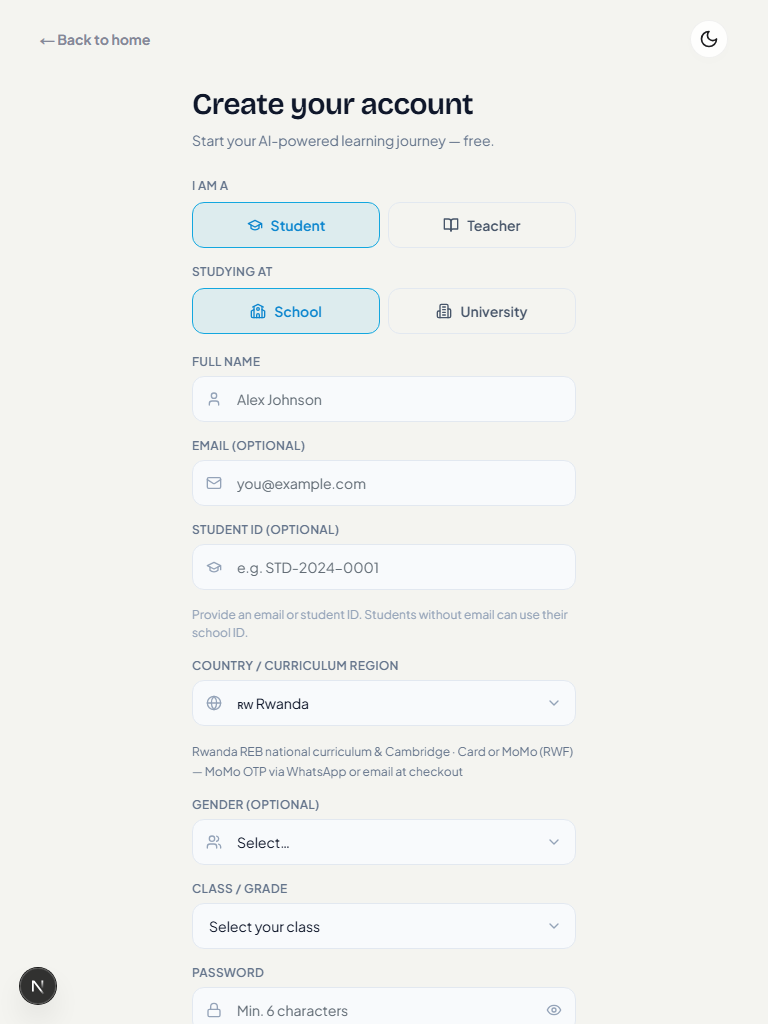 ← Back to home
Create your account
Start your AI-powered learning journey — free.
I AM A
Student
Teacher
STUDYING AT
School
University
FULL NAME
Alex Johnson
EMAIL (OPTIONAL)
you@example.com
STUDENT ID (OPTIONAL)
e.g. STD-2024-0001
Provide an email or student ID. Students without email can use their
school ID.
COUNTRY / CURRICULUM REGION
RW Rwanda
Rwanda REB national curriculum & Cambridge · Card or MoMo (RWF)
— MoMo OTP via WhatsApp or email at checkout
GENDER (OPTIONAL)
Select...
CLASS / GRADE
Select your class
PASSWORD
Min. 6 characters
N